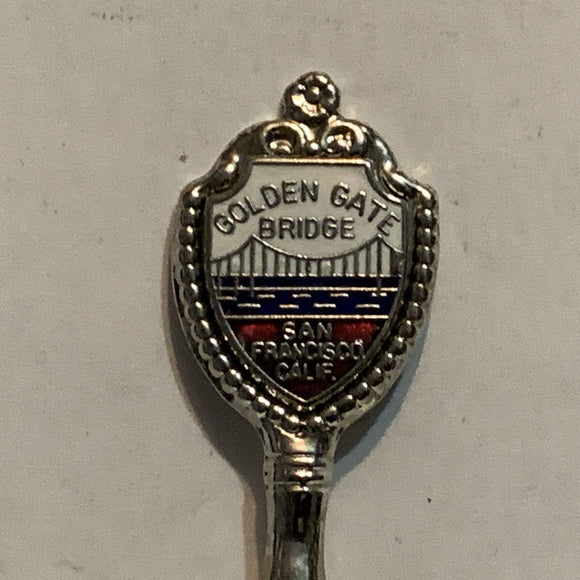 GOLDEN GATE
BRIDGE
SAN
FRANCISCO
CALIF.